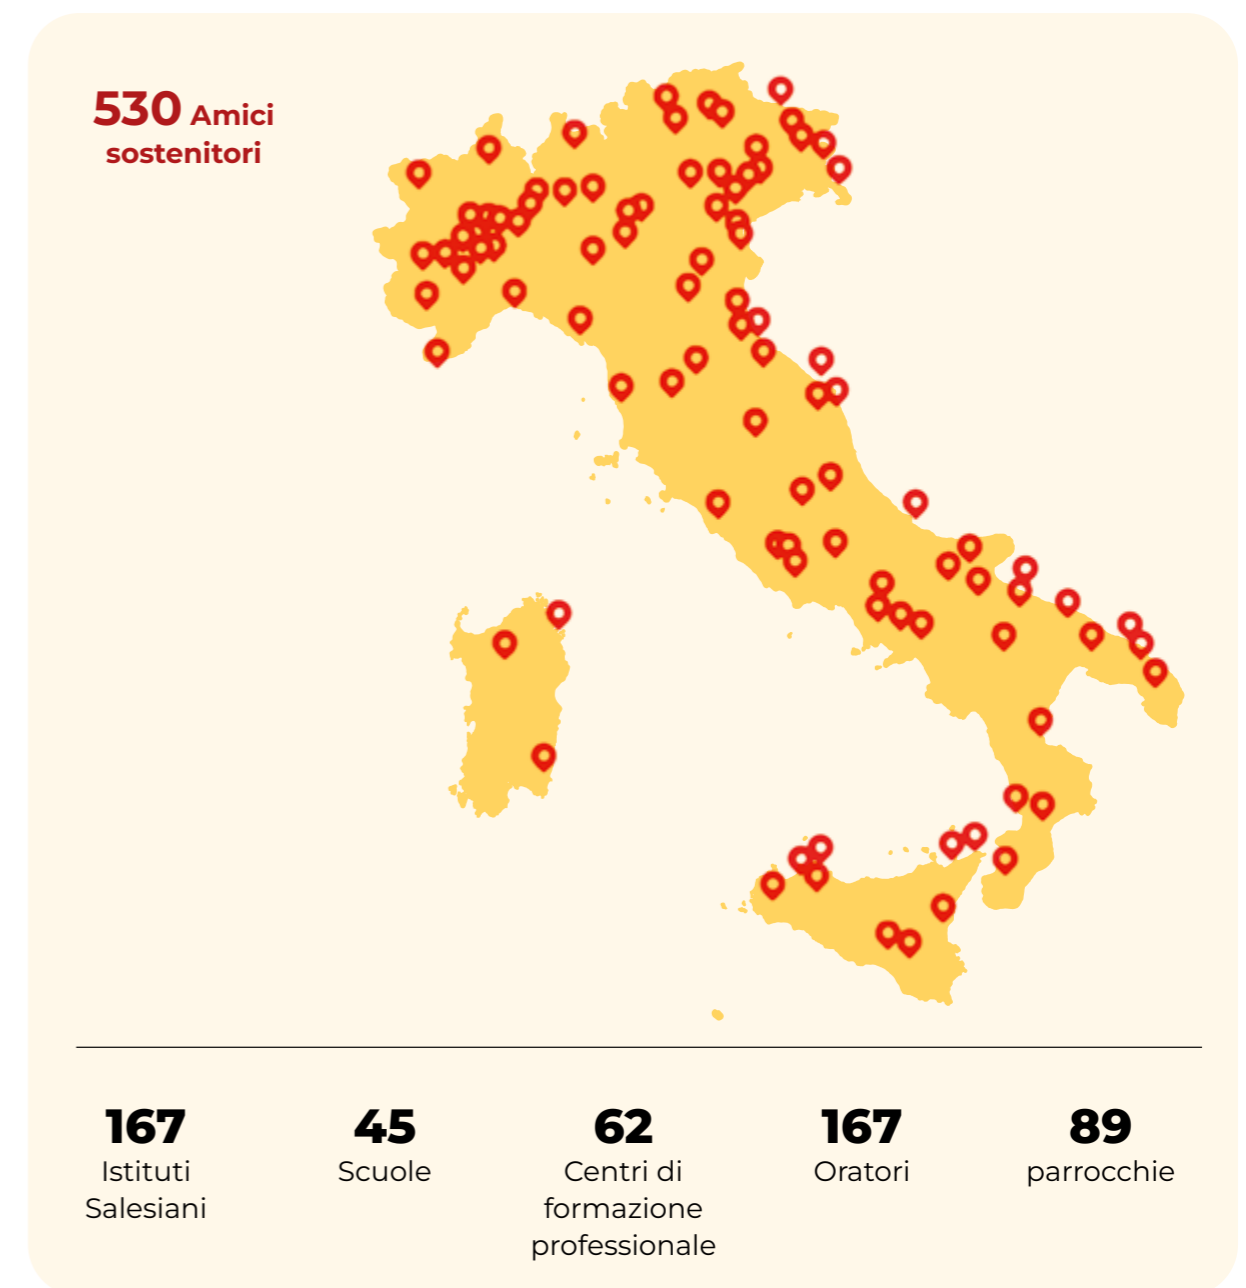 530 Amici
sostenitori
167
Istituti
Salesiani
45
Scuole
62
Centri di
formazione
professionale
167
Oratori
89
parrocchie